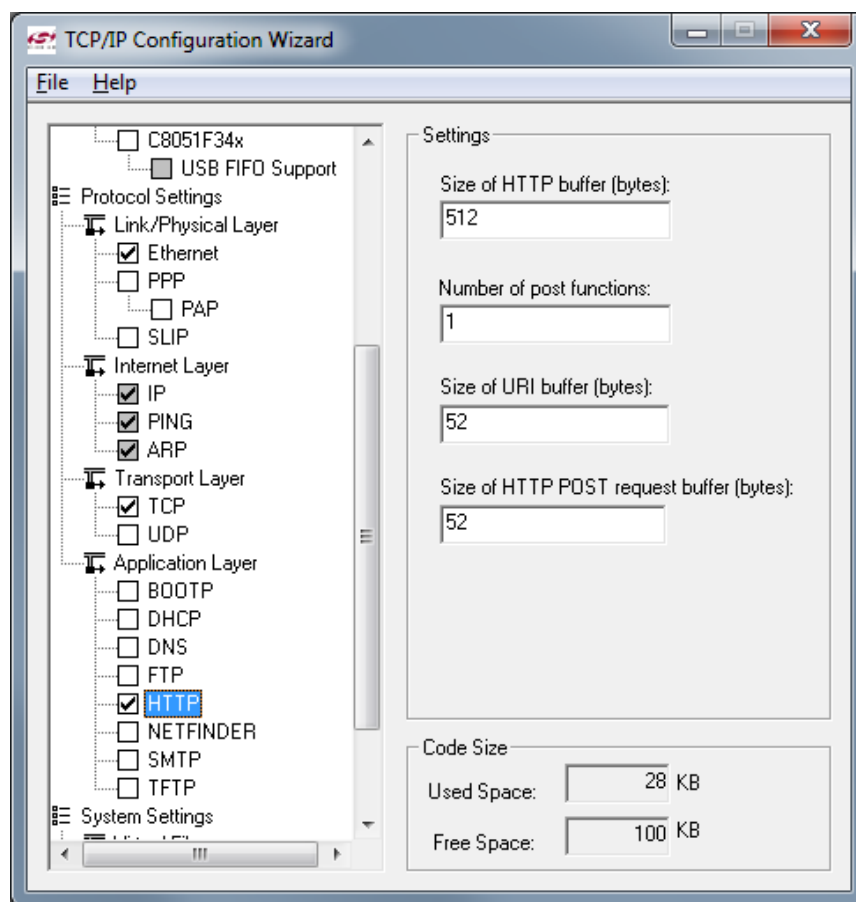 TCP/IP Configuration Wizard
File Help
C8051F34x
USB FIFO Support
Protocol Settings
Link/Physical Layer
Ethernet
PPP
PAP
SLIP
Internet Layer
IP
PING
ARP
Transport Layer
TCP
UDP
Application Layer
BOOTP
DHCP
DNS
FTP
HTTP
NETFINDER
SMTP
TFTP
System Settings
Settings
Size of HTTP buffer (bytes):
512
Number of post functions:
1
Size of URI buffer (bytes):
52
Size of HTTP POST request buffer (bytes):
52
Code Size
Used Space: 28 KB
Free Space: 100 KB